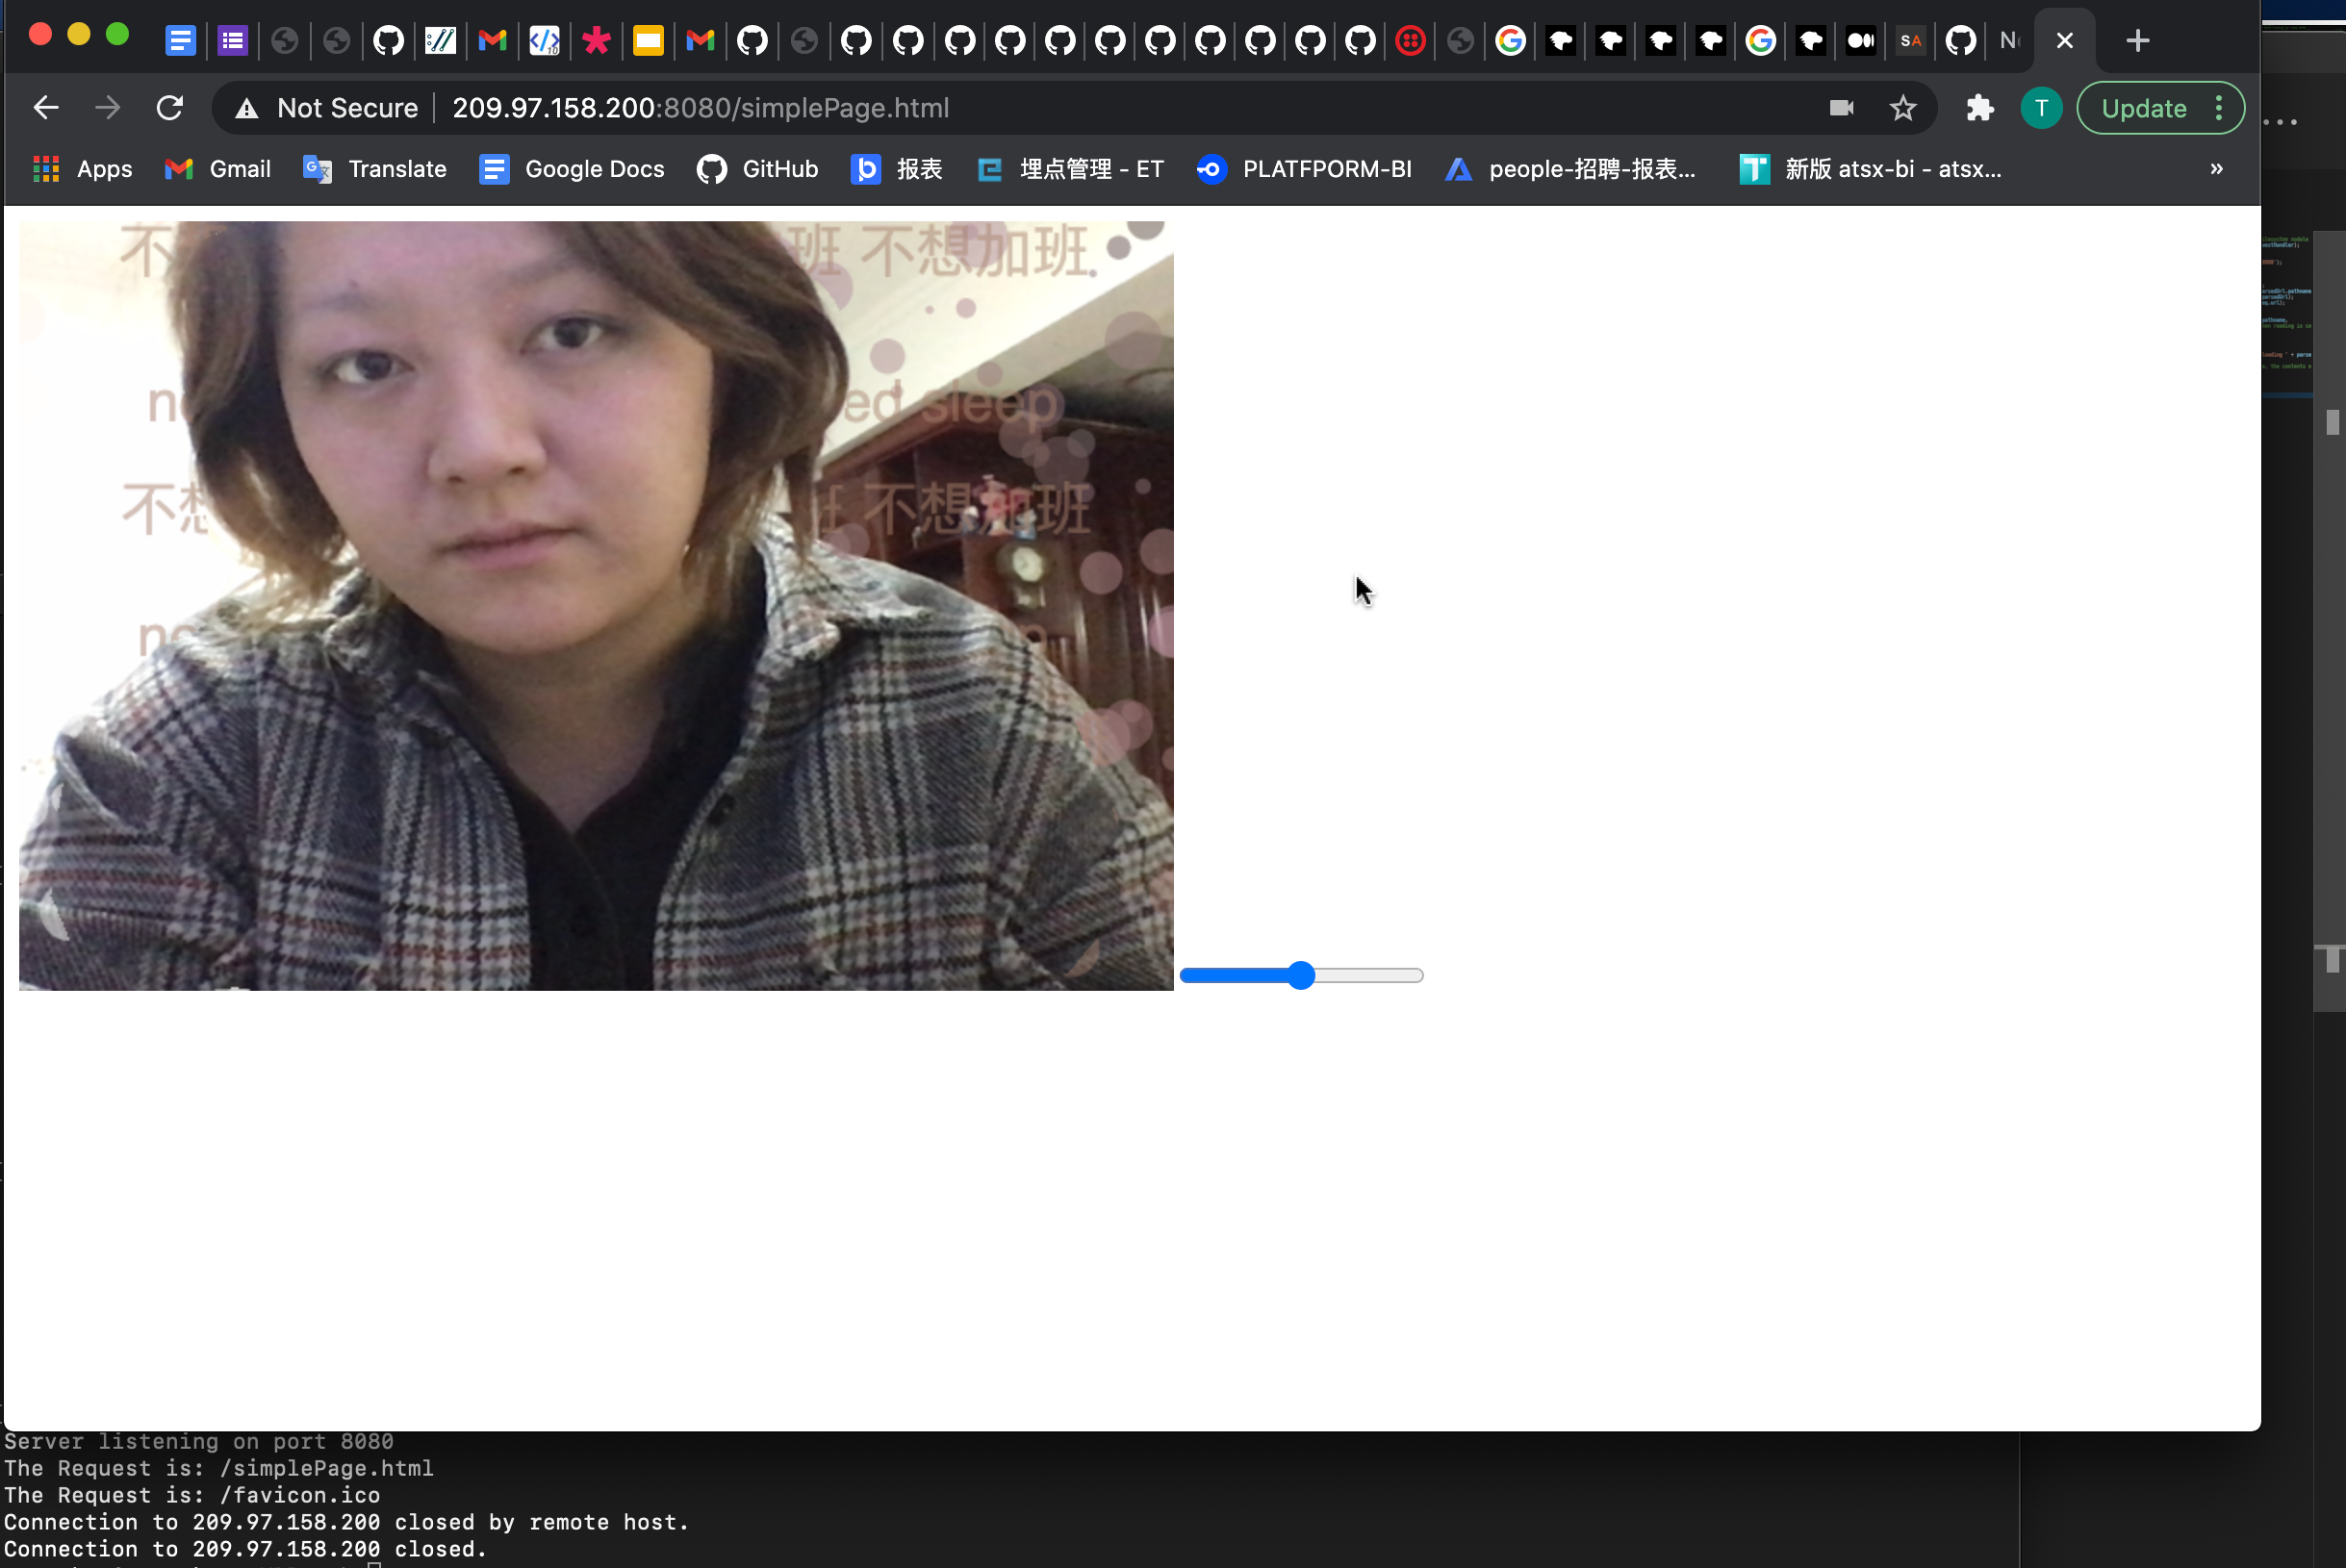 N
Not Secure 209.97.158.200:8080/simplePage.html
T
Update
Apps Gmail Translate Google Docs GitHub 报表 埋点管理 - ET PLATFPORM-BI people-招聘-报表... 新版 atsx-bi - atsx... »
不 班 不想加班
ed sleep
不想 不想加班
Server listening on port 8080
The Request is: /simplePage.html
The Request is: /favicon.ico
Connection to 209.97.158.200 closed by remote host.
Connection to 209.97.158.200 closed.